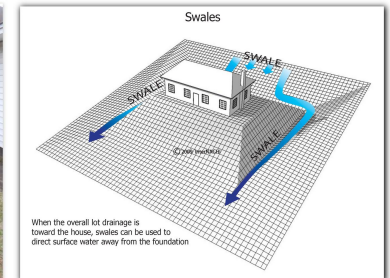 Swales
SWALE
SWALE
SWALE
© 2006 InterNACHI
When the overall lot drainage is
toward the house, swales can be used to
direct surface water away from the foundation